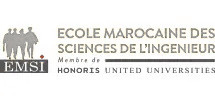 ECOLE MAROCAINE DES
SCIENCES DE L'INGENIEUR
Membre de
EMSI HONORIS UNITED UNIVERSITIES